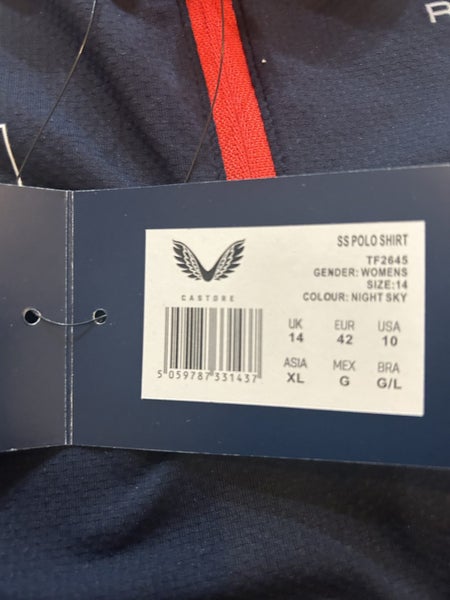 R
SS POLO SHIRT
TF2645
GENDER: WOMENS
SIZE:14
COLOUR: NIGHT SKY
CASTORE
UK EUR USA
14 42 10
ASIA MEX BRA
XL G G/L
5 059787 331437